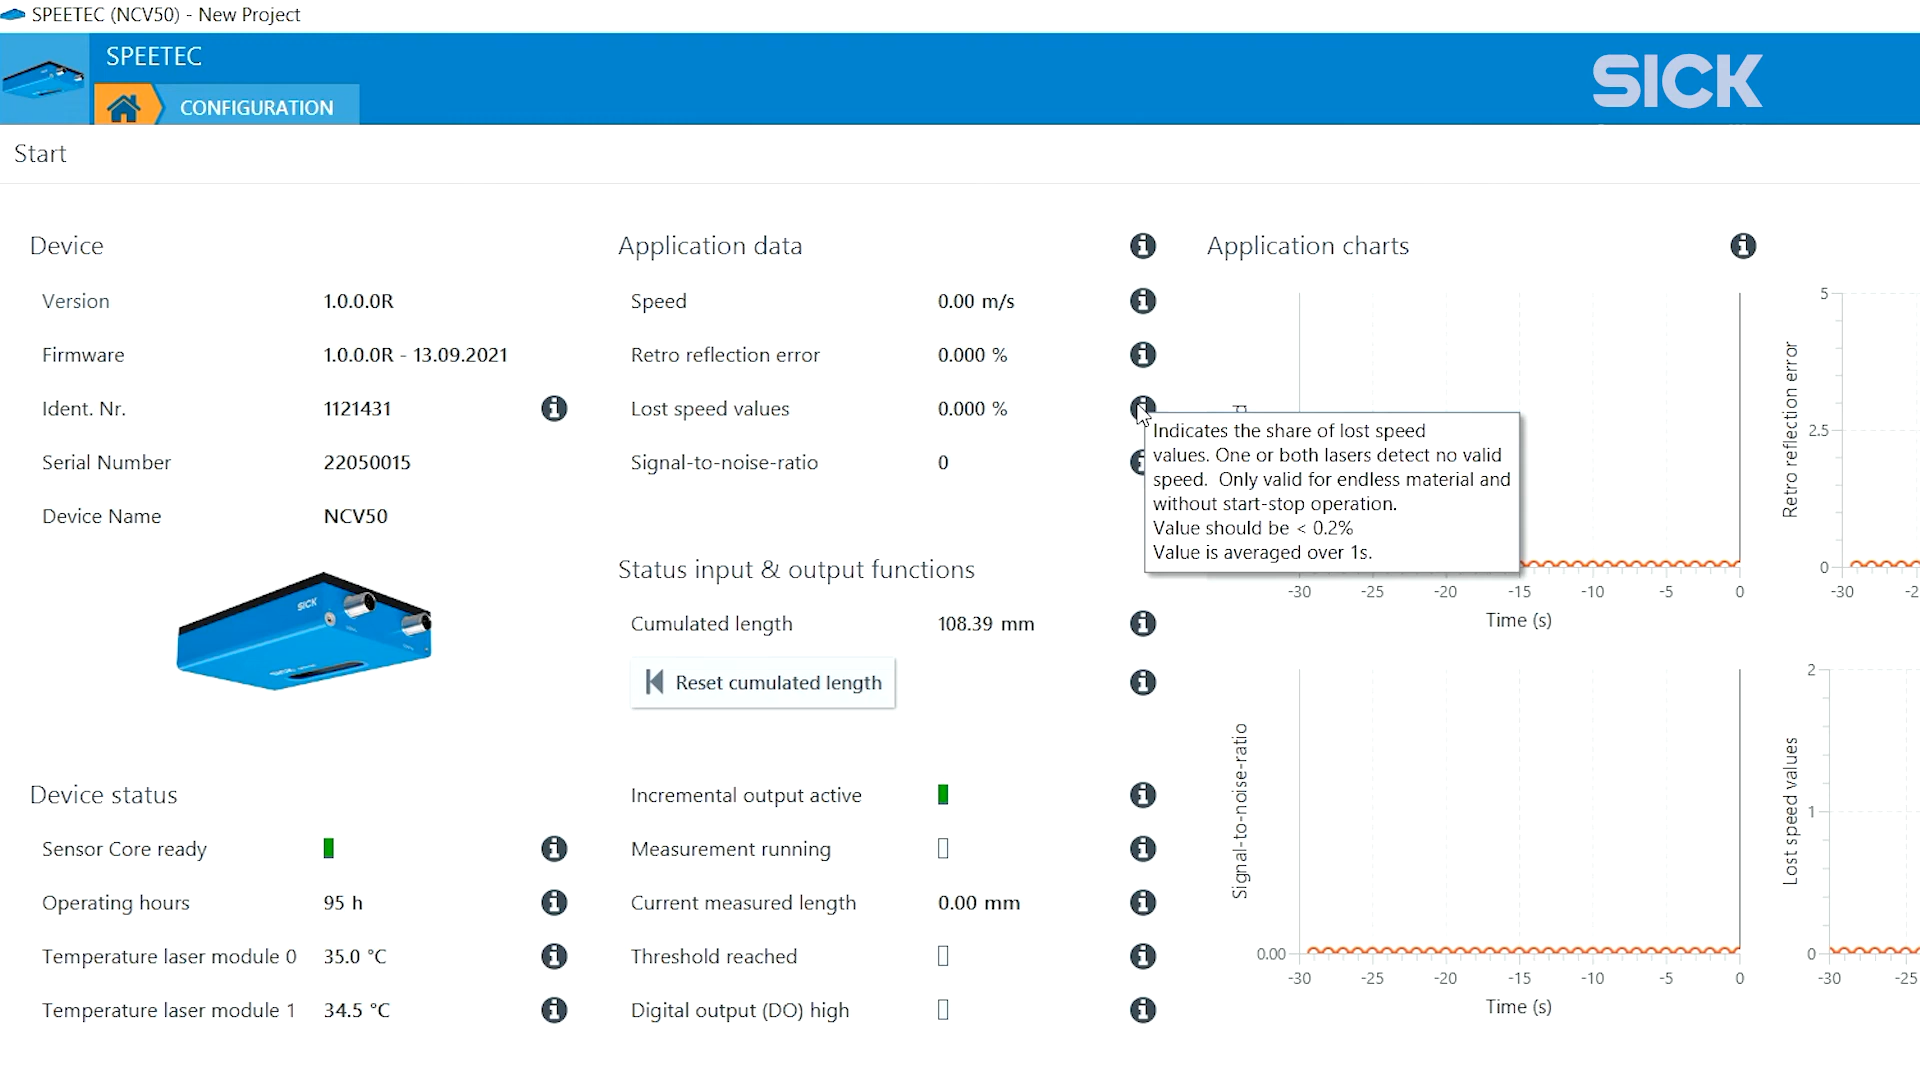 SPEETEC (NCV50) - New Project
SPEETEC
SICK
CONFIGURATION
Start
Device
Version 1.0.0.0R
Firmware 1.0.0.0R - 13.09.2021
Ident. Nr. 1121431
Serial Number 22050015
Device Name NCV50
SICK
SICK
Device status
Sensor Core ready
Operating hours 95 h
Temperature laser module 0 35.0 °C
Temperature laser module 1 34.5 °C
Application data
Speed 0.00 m/s
Retro reflection error 0.000 %
Lost speed values 0.000 %
Signal-to-noise-ratio 0
Indicates the share of lost speed
values. One or both lasers detect no valid
speed. Only valid for endless material and
without start-stop operation.
Value should be < 0.2%
Value is averaged over 1s.
Status input & output functions
Cumulated length 108.39 mm
Reset cumulated length
Incremental output active
Measurement running
Current measured length 0.00 mm
Threshold reached
Digital output (DO) high
Application charts
-30 -25 -20 -15 -10 -5 0
Time (s)
Retro reflection error
5
2.5
0
-30
Signal-to-noise-ratio
0.00
-30 -25 -20 -15 -10 -5 0
Time (s)
Lost speed values
2
1
0
-30 -25